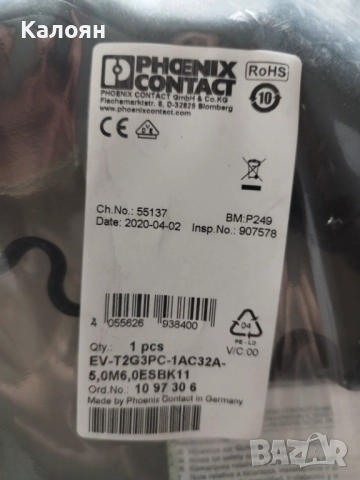 Калоян
PHOENIX
CONTACT
RoHS
PHOENIX CONTACT GmbH & Co.KG
Flachsmarktstr. 8, D-32825 Blomberg
www.phoenixcontact.com
10
CE
VDE
Ch.No.: 55137
BM:P249
Date: 2020-04-02
Insp.No.: 907578
4 055626 938400
04
PE-LD
Qty.: 1 pcs
V/C:00
EV-T2G3PC-1AC32A-
5,0M6,0ESBK11
Ord.No.: 10 97 30 6
Made by Phoenix Contact in Germany
bazar